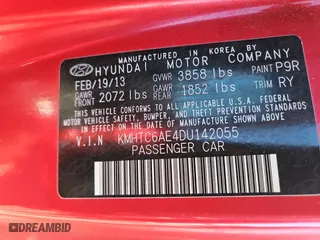 MANUFACTURED IN KOREA BY
HYUNDAI MOTOR COMPANY
FEB/19/13 GVWR 3858 lbs PAINT P9R
GAWR FRONT 2072 lbs GAWR REAR 1852 lbs TRIM RY
THIS VEHICLE CONFORMS TO ALL APPLICABLE
U.S. FEDERAL MOTOR VEHICLE SAFETY, BUMPER, AND
THEFT PREVENTION STANDARDS IN EFFECT ON THE
DATE OF MANUFACTURE SHOWN ABOVE.
V.I.N KMHTC6AE4DU142055
PASSENGER CAR
© DREAMBID